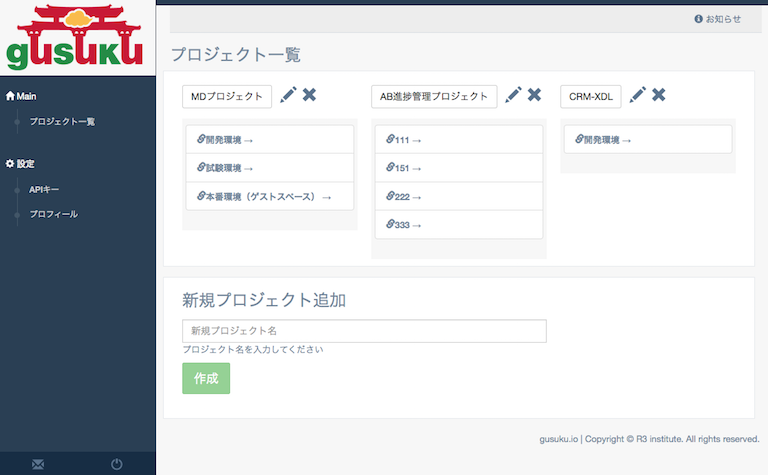 gusuku
お知らせ
Main
プロジェクト一覧
設定
APIキー
プロフィール
プロジェクト一覧
MDプロジェクト
開発環境 →
試験環境 →
本番環境（ゲストスペース） →
AB進捗管理プロジェクト
111 →
151 →
222 →
333 →
CRM-XDL
開発環境 →
新規プロジェクト追加
新規プロジェクト名
プロジェクト名を入力してください
作成
gusuku.io | Copyright © R3 institute. All rights reserved.